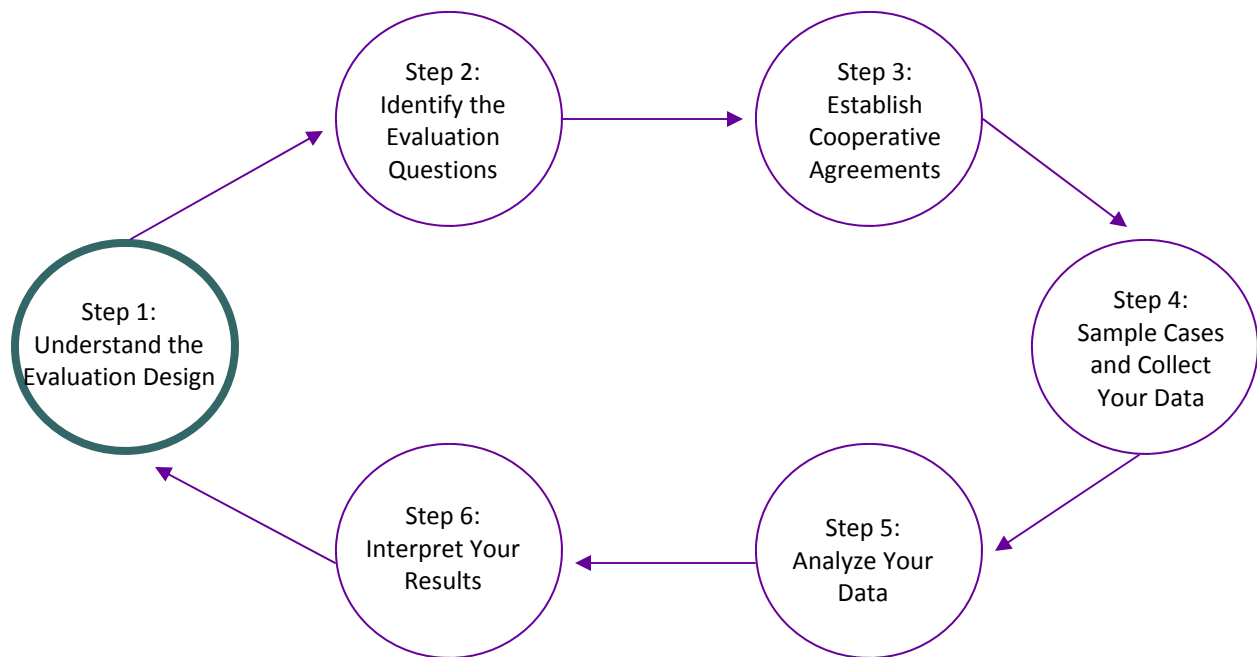 Step 1:
Understand the
Evaluation Design
Step 2:
Identify the
Evaluation
Questions
Step 3:
Establish
Cooperative
Agreements
Step 4:
Sample Cases
and Collect
Your Data
Step 5:
Analyze Your
Data
Step 6:
Interpret Your
Results